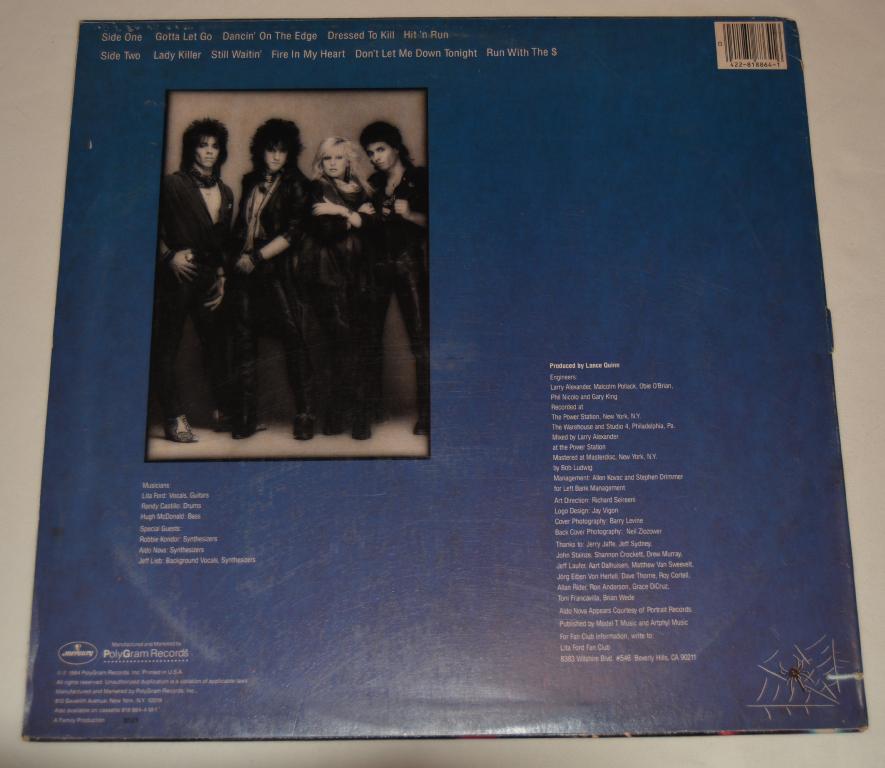 Side One Gotta Let Go Dancin' On The Edge Dressed To Kill Hit 'n Run
Side Two Lady Killer Still Waitin' Fire In My Heart Don't Let Me Down Tonight Run With The $
422-818864-1
Produced by Lance Quinn
Engineers:
Larry Alexander, Malcolm Pollack, Obie O'Brian,
Phil Nicolo and Gary King
Recorded at
The Power Station, New York, N.Y.
The Warehouse and Studio 4, Philadelphia, Pa.
Mixed by Larry Alexander
at the Power Station
Mastered at Masterdisc, New York, N.Y.
by Bob Ludwig
Management: Allen Kovac and Stephen Drimmer
for Left Bank Management
Art Direction: Richard Seireeni
Logo Design: Jay Vigon
Cover Photography: Barry Levine
Back Cover Photography: Neil Zlozower
Thanks to: Jerry Jaffe, Jeff Sydney,
John Stainze, Shannon Crockett, Drew Murray,
Jeff Laufer, Aart Dalhuisen, Matthew Van Sweevelt,
Jörg Eiben Von Hertell, Dave Thorne, Roy Cortell,
Allan Rider, Ron Anderson, Grace DiCruz,
Toni Francavilla, Brian Wede
Aldo Nova Appears Courtesy of Portrait Records
Published by Model T Music and Artphyl Music
For Fan Club information, write to:
Lita Ford Fan Club
8383 Wilshire Blvd. #546 Beverly Hills, CA 90211
Musicians:
Lita Ford: Vocals, Guitars
Randy Castillo: Drums
Hugh McDonald: Bass
Special Guests:
Robbie Kondor: Synthesizers
Aldo Nova: Synthesizers
Jeff Lieb: Background Vocals, Synthesizers
mercury
Manufactured and Marketed by
PolyGram Records
℗ © 1984 PolyGram Records, Inc. Printed in U.S.A.
All rights reserved. Unauthorized duplication is a violation of applicable laws.
Manufactured and Marketed by PolyGram Records, Inc.,
810 Seventh Avenue, New York, N.Y. 10019
Also available on cassette 818 864-4 M-1
A Family Production